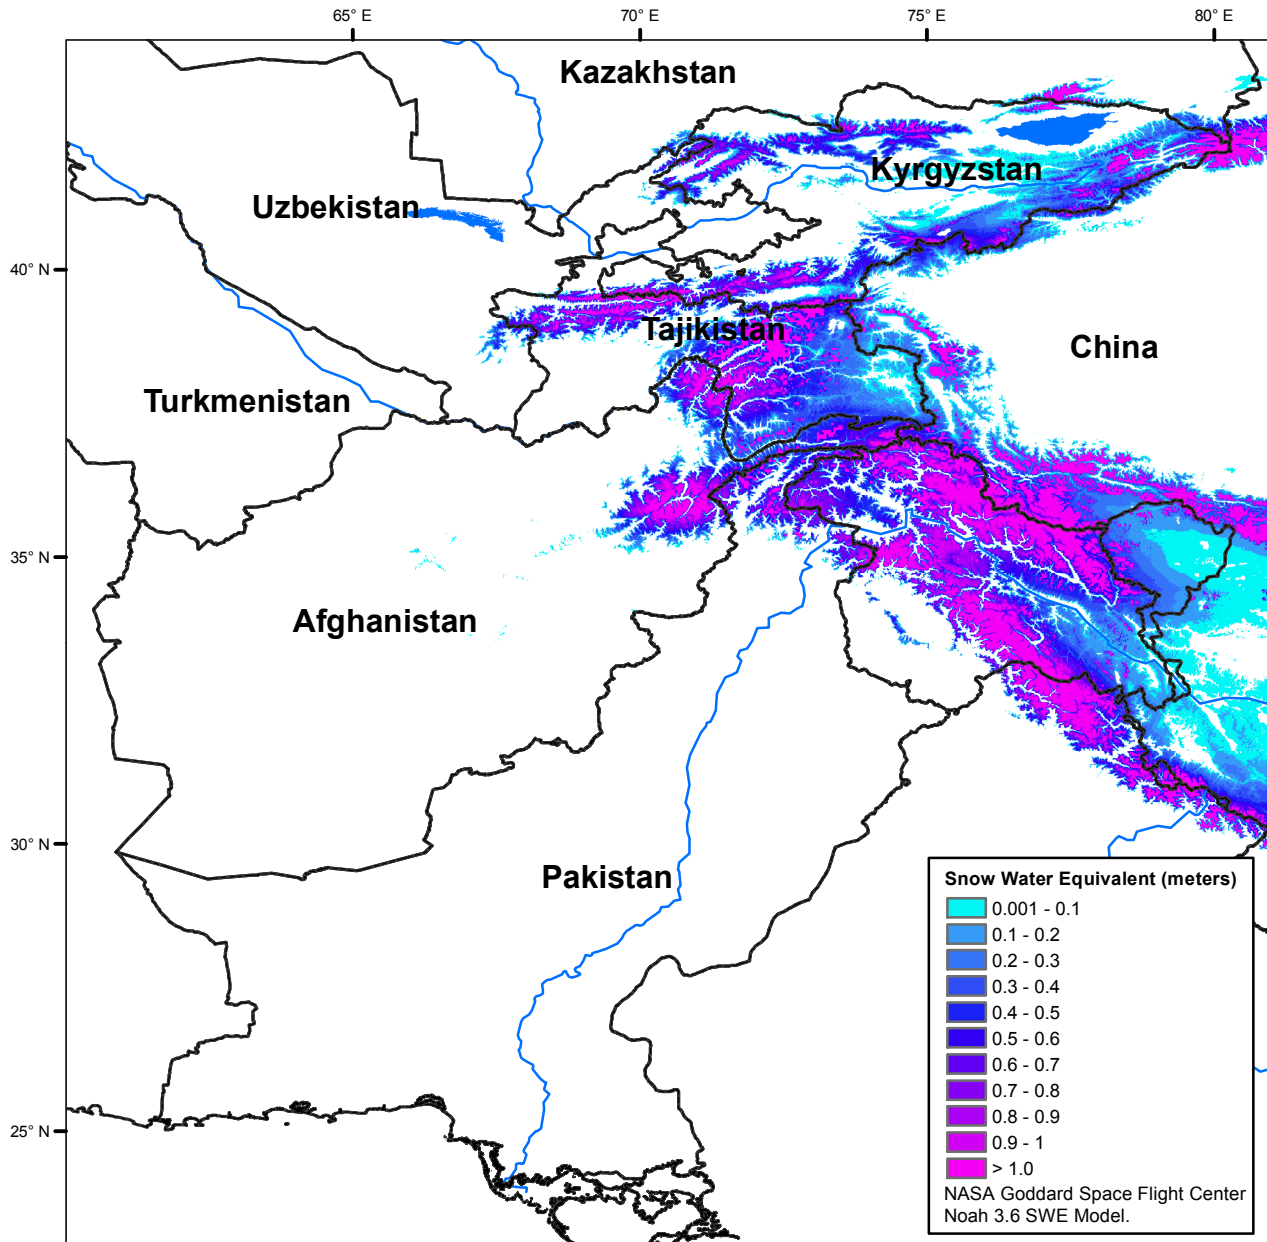 65° E
70° E
75° E
80° E
Kazakhstan
Kyrgyzstan
Uzbekistan
40° N
Tajikistan
China
Turkmenistan
35° N
Afghanistan
30° N
Pakistan
25° N
Snow Water Equivalent (meters)
0.001 - 0.1
0.1 - 0.2
0.2 - 0.3
0.3 - 0.4
0.4 - 0.5
0.5 - 0.6
0.6 - 0.7
0.7 - 0.8
0.8 - 0.9
0.9 - 1
> 1.0
NASA Goddard Space Flight Center
Noah 3.6 SWE Model.